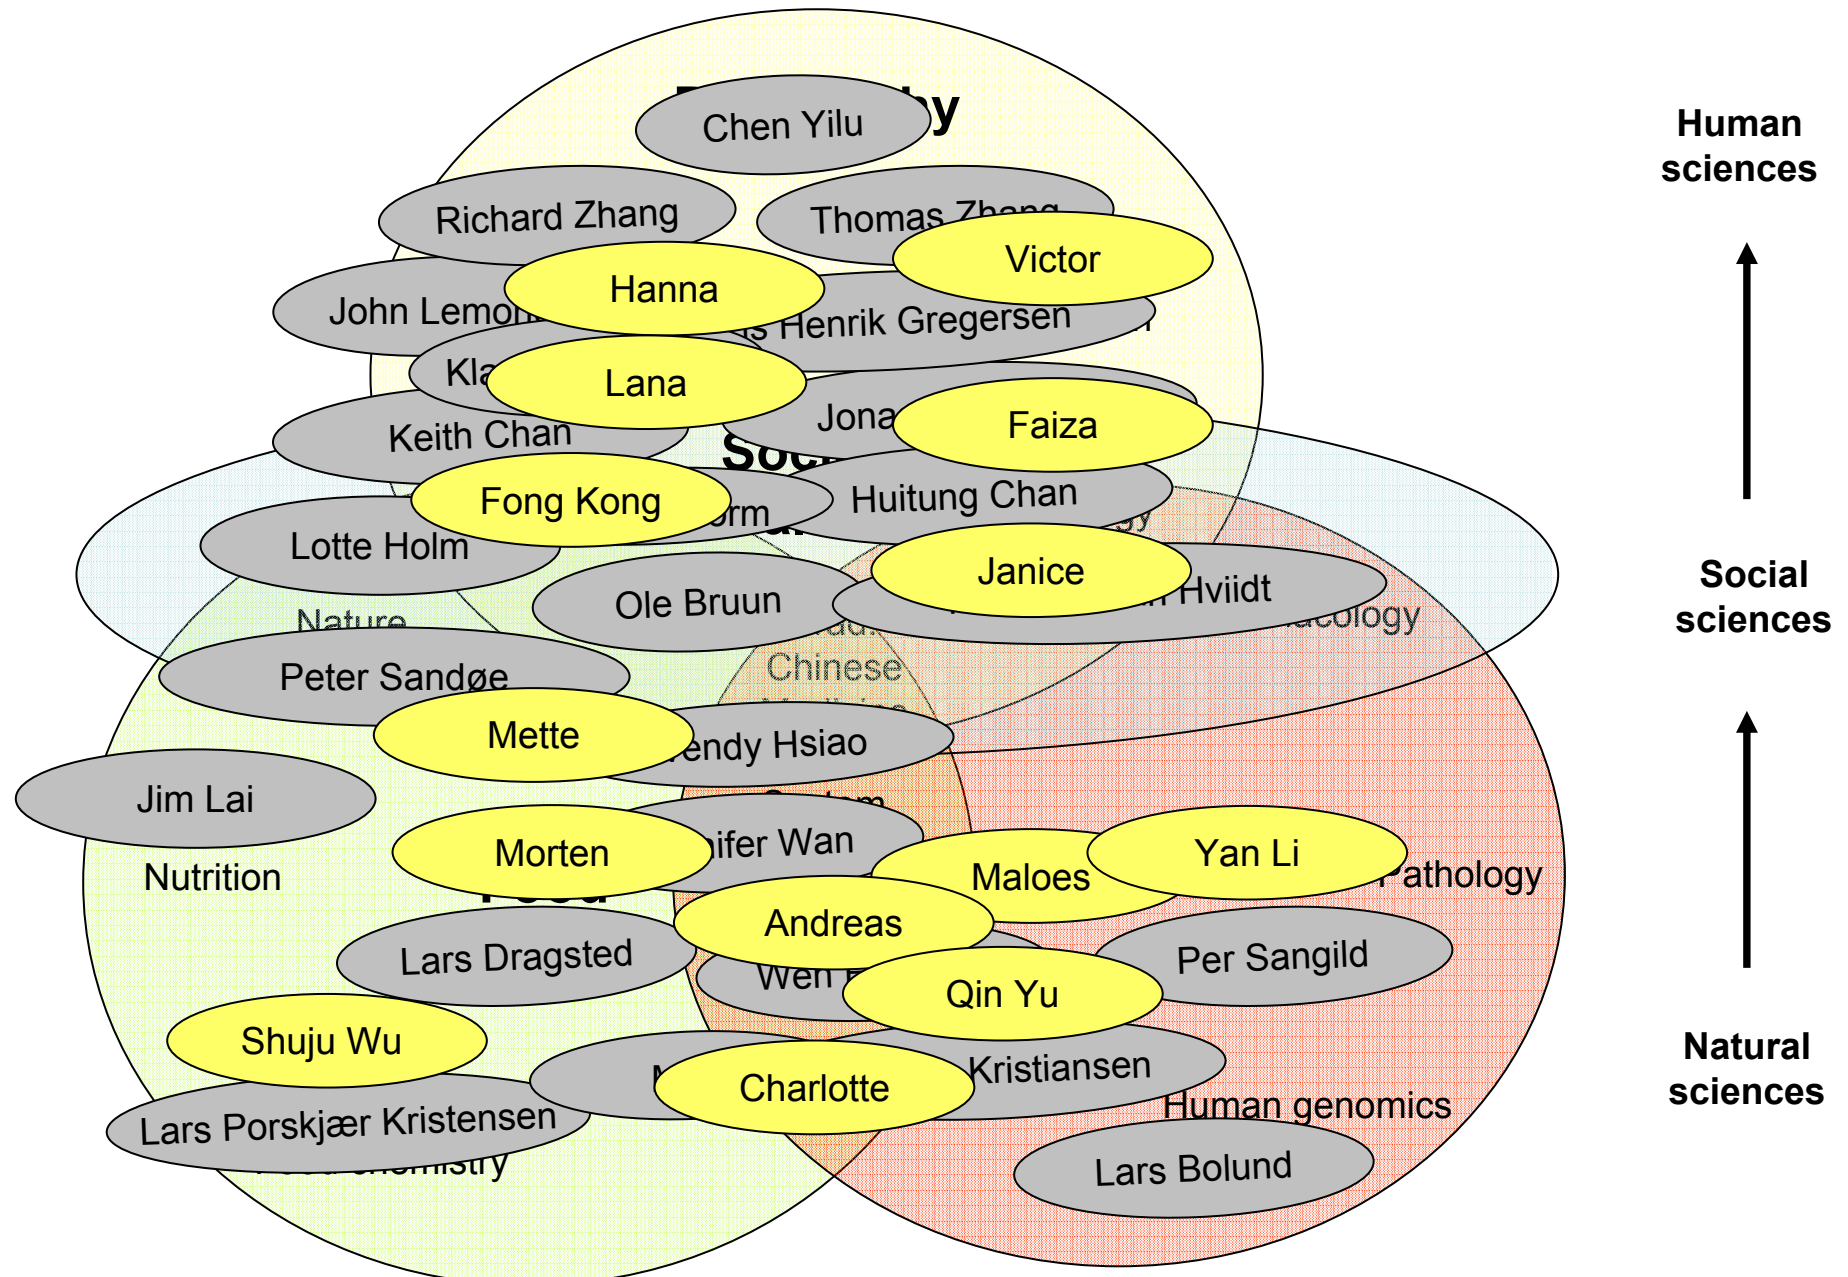 Chen Yilu
Richard Zhang
Thomas Zhang
Victor
Hanna
John Lemon
Henrik Gregersen
Lana
Faiza
Keith Chan
Fong Kong
Huitung Chan
Lotte Holm
Janice
Hviidt
Ole Bruun
Nature
Chinese
Peter Sandøe
Mette
Hsiao
Jim Lai
Morten
Wan
Maloes
Yan Li
Nutrition
Pathology
Andreas
Lars Dragsted
Per Sangild
Qin Yu
Shuju Wu
Charlotte
Kristiansen
Lars Porskjær Kristensen
Human genomics
Lars Bolund
Human
sciences
Social
sciences
Natural
sciences